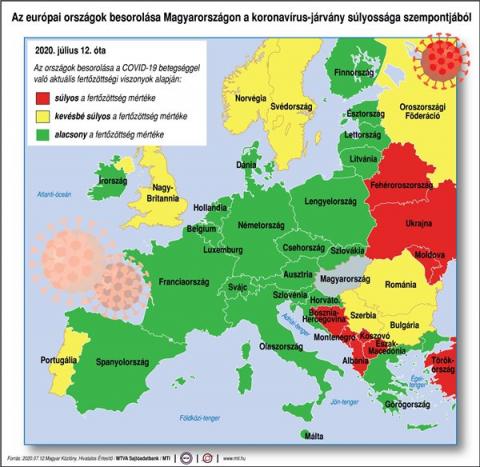 Az európai országok besorolása Magyarországon a koronavírus-járvány súlyossága szempontjából
2020. július 12. óta
Az országok besorolása a COVID-19 betegséggel
való aktuális fertőzöttségi viszonyok alapján:
súlyos a fertőzöttség mértéke
kevésbé súlyos a fertőzöttség mértéke
alacsony a fertőzöttség mértéke
Finnország
Norvégia
Svédország
Oroszországi
Föderáció
Észtország
Lettország
Litvánia
Dánia
Atlanti-óceán
Írország
Nagy-
Britannia
Fehéroroszország
Hollandia
Belgium
Németország
Lengyelország
Ukrajna
Luxemburg
Csehország
Szlovákia
Moldova
Franciaország
Svájc
Ausztria
Magyarország
Románia
Szlovénia
Horváto.
Bosznia-
Hercegovina
Szerbia
Bulgária
Adriai-
tenger
Montenegró
Koszovó
Észak-
Macedónia
Albánia
Olaszország
Portugália
Spanyolország
Török-
ország
Égei-
tenger
Görögország
Földközi-tenger
Jón-tenger
Málta
Forrás: 2020.07.12.Magyar Közlöny, Hivatalos Értesítő - MTVA Sajtóadatbank / MTI
www.mti.hu